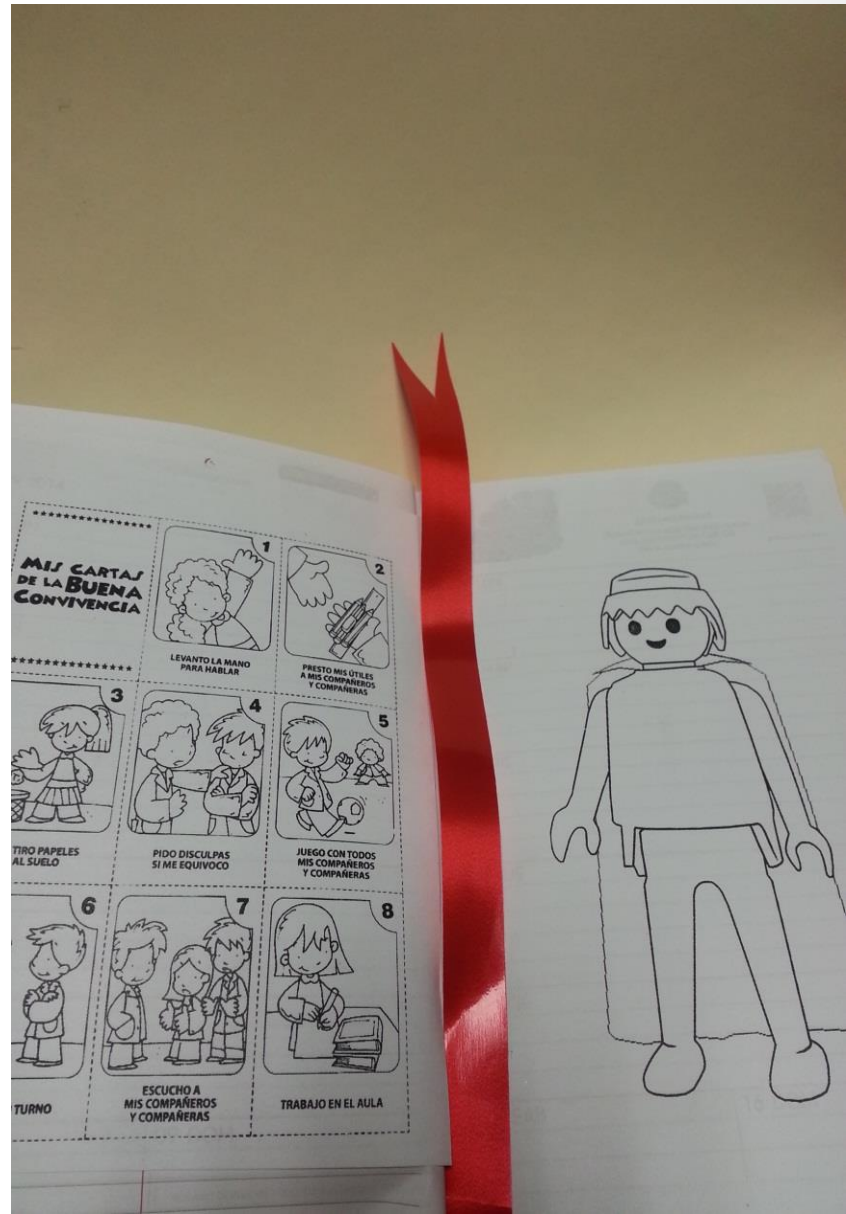 MIS CARTAS
DE LA BUENA
CONVIVENCIA
1
LEVANTO LA MANO
PARA HABLAR
2
PRESTO MIS ÚTILES
A MIS COMPAÑEROS
Y COMPAÑERAS
3
TIRO PAPELES
AL SUELO
4
PIDO DISCULPAS
SI ME EQUIVOCO
5
JUEGO CON TODOS
MIS COMPAÑEROS
Y COMPAÑERAS
6
TURNO
7
ESCUCHO A
MIS COMPAÑEROS
Y COMPAÑERAS
8
TRABAJO EN EL AULA